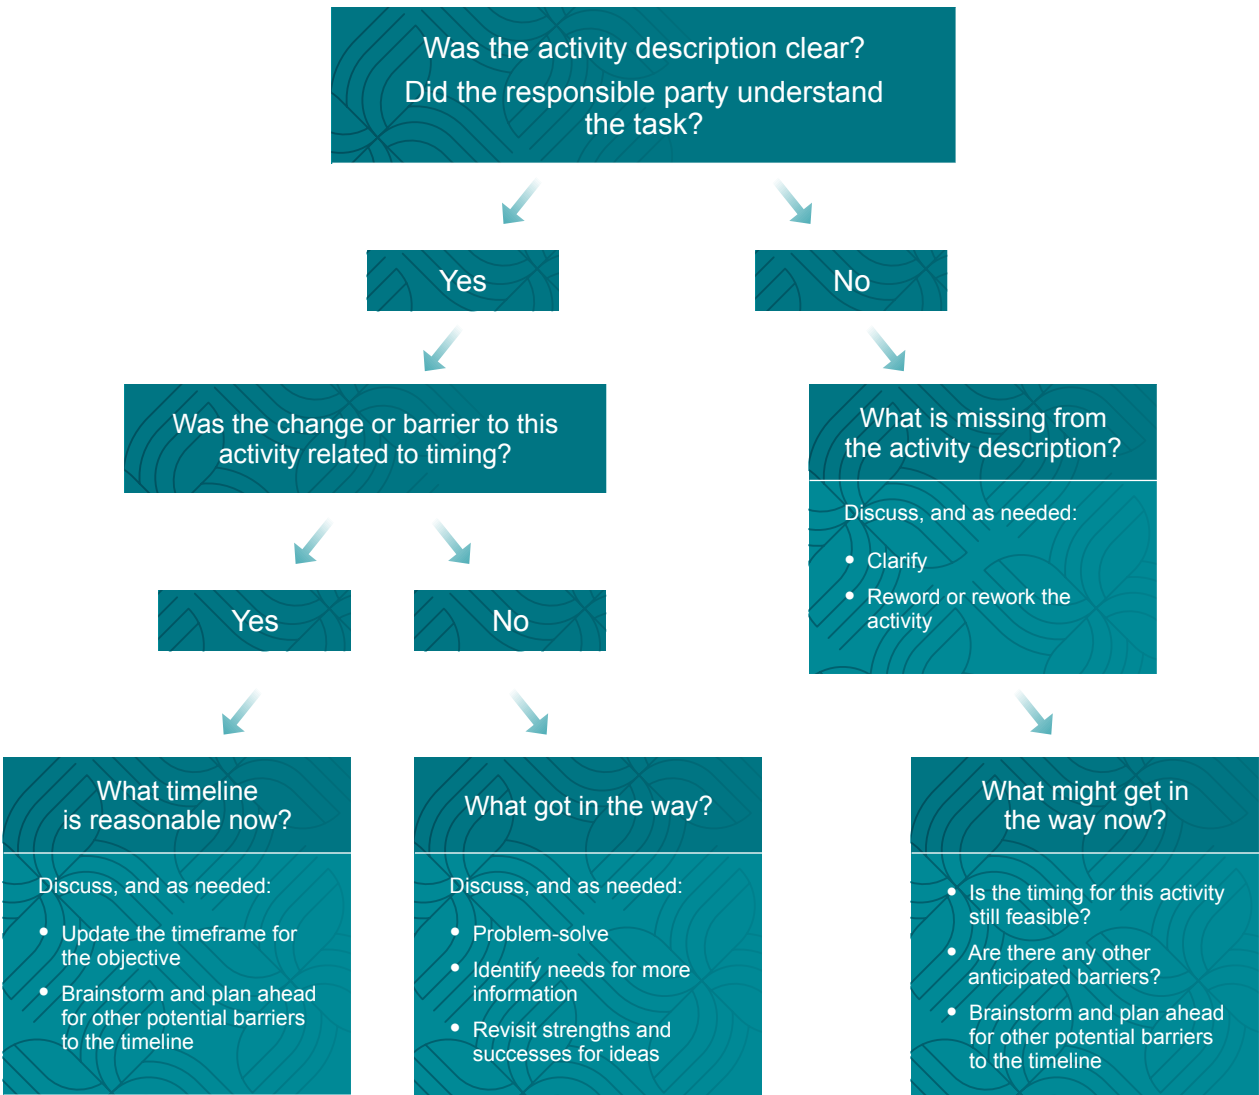 Was the activity description clear?
Did the responsible party understand
the task?
Yes
No
Was the change or barrier to this
activity related to timing?
What is missing from
the activity description?
Discuss, and as needed:
• Clarify
• Reword or rework the
activity
Yes
No
What timeline
is reasonable now?
Discuss, and as needed:
• Update the timeframe for
the objective
• Brainstorm and plan ahead
for other potential barriers
to the timeline
What got in the way?
Discuss, and as needed:
• Problem-solve
• Identify needs for more
information
• Revisit strengths and
successes for ideas
What might get in
the way now?
• Is the timing for this activity
still feasible?
• Are there any other
anticipated barriers?
• Brainstorm and plan ahead
for other potential barriers
to the timeline